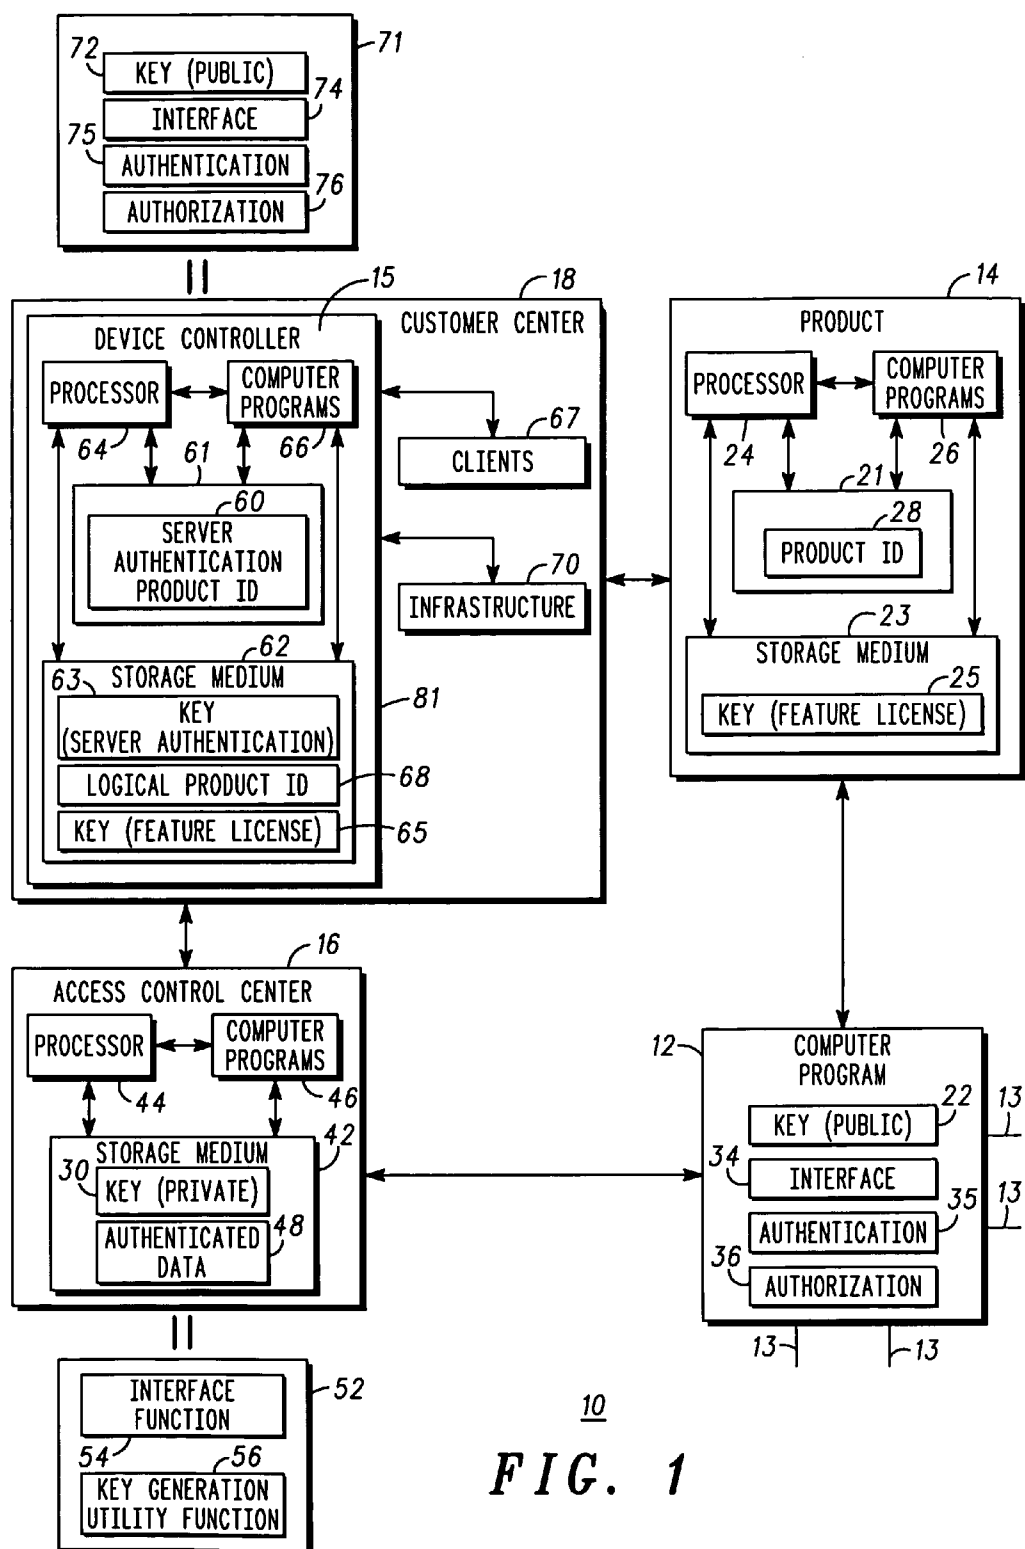 71
72
KEY (PUBLIC)
74
INTERFACE
75
AUTHENTICATION
76
AUTHORIZATION
15
18
CUSTOMER CENTER
DEVICE CONTROLLER
PROCESSOR
64
COMPUTER
PROGRAMS
66
61
60
SERVER
AUTHENTICATION
PRODUCT ID
67
CLIENTS
70
INFRASTRUCTURE
62
STORAGE MEDIUM
63
KEY
(SERVER AUTHENTICATION)
81
LOGICAL PRODUCT ID
68
KEY (FEATURE LICENSE)
65
14
PRODUCT
PROCESSOR
24
COMPUTER
PROGRAMS
26
21
28
PRODUCT ID
23
STORAGE MEDIUM
25
KEY (FEATURE LICENSE)
16
ACCESS CONTROL CENTER
PROCESSOR
44
COMPUTER
PROGRAMS
46
42
STORAGE MEDIUM
30
KEY (PRIVATE)
48
AUTHENTICATED
DATA
12
COMPUTER
PROGRAM
22
KEY (PUBLIC)
13
34
INTERFACE
35
13
AUTHENTICATION
36
AUTHORIZATION
13
13
52
INTERFACE
FUNCTION
54
56
KEY GENERATION
UTILITY FUNCTION
10
FIG. 1